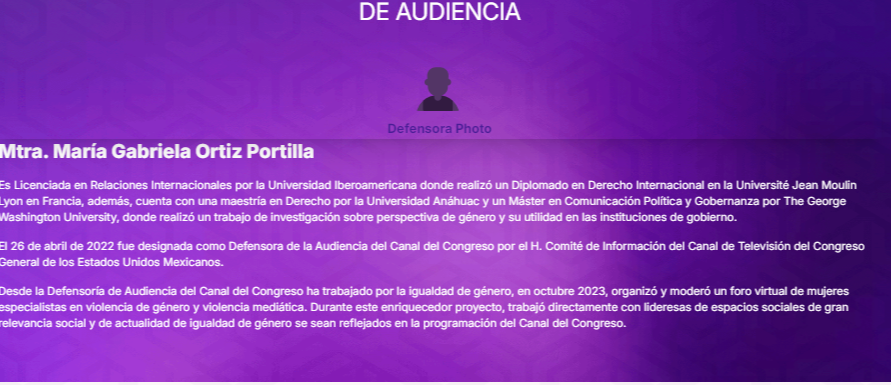 DE AUDIENCIA
Defensora Photo
Mtra. María Gabriela Ortiz Portilla
Es Licenciada en Relaciones Internacionales por la Universidad Iberoamericana donde realizó un Diplomado en Derecho Internacional en la Université Jean Moulin
Lyon en Francia, además, cuenta con una maestría en Derecho por la Universidad Anáhuac y un Máster en Comunicación Política y Gobernanza por The George
Washington University, donde realizó un trabajo de investigación sobre perspectiva de género y su utilidad en las instituciones de gobierno.
El 26 de abril de 2022 fue designada como Defensora de la Audiencia del Canal del Congreso por el H. Comité de Información del Canal de Televisión del Congreso
General de los Estados Unidos Mexicanos.
Desde la Defensoría de Audiencia del Canal del Congreso ha trabajado por la igualdad de género, en octubre 2023, organizó y moderó un foro virtual de mujeres
especialistas en violencia de género y violencia mediática. Durante este enriquecedor proyecto, trabajó directamente con lideresas de espacios sociales de gran
relevancia social y de actualidad de igualdad de género se sean reflejados en la programación del Canal del Congreso.